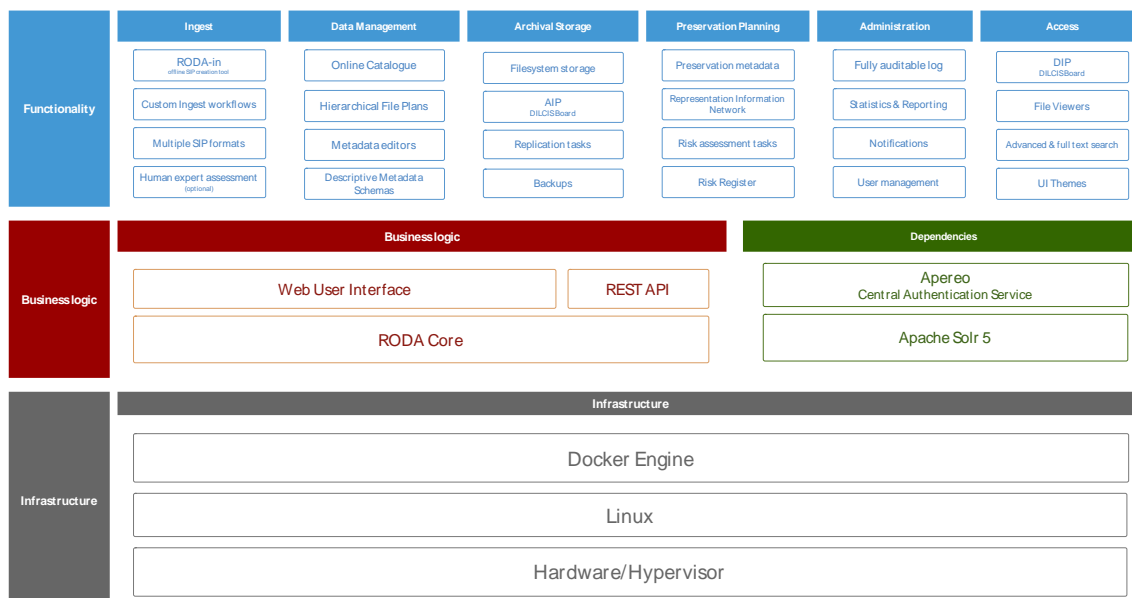 Functionality
Ingest
RODA-in
offline SIP creation tool
Custom Ingest workflows
Multiple SIP formats
Human expert assessment
(optional)
Data Management
Online Catalogue
Hierarchical File Plans
Metadata editors
Descriptive Metadata
Schemas
Archival Storage
Filesystem storage
AIP
DILCISBoard
Replication tasks
Backups
Preservation Planning
Preservation metadata
Representation Information
Network
Risk assessment tasks
Risk Register
Administration
Fully auditable log
Statistics & Reporting
Notifications
User management
Access
DIP
DILCISBoard
File Viewers
Advanced & full text search
UI Themes
Business logic
Business logic
Web User Interface
REST API
RODA Core
Dependencies
Apereo
Central Authentication Service
Apache Solr 5
Infrastructure
Infrastructure
Docker Engine
Linux
Hardware/Hypervisor